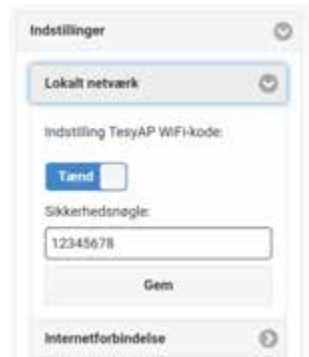 Indstillinger
Lokalt netværk
Indstilling TesyAP WiFi-kode:
Tænd
Sikkerhedsnøgle:
12345678
Gem
Internetforbindelse